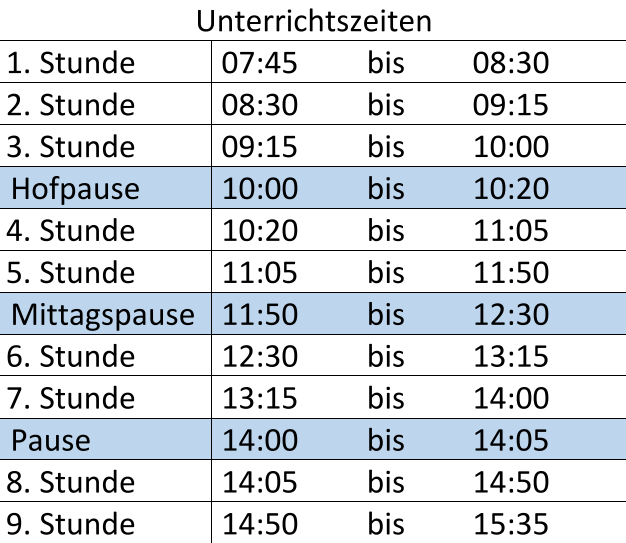 Unterrichtszeiten
1. Stunde 07:45 bis 08:30
2. Stunde 08:30 bis 09:15
3. Stunde 09:15 bis 10:00
Hofpause 10:00 bis 10:20
4. Stunde 10:20 bis 11:05
5. Stunde 11:05 bis 11:50
Mittagspause 11:50 bis 12:30
6. Stunde 12:30 bis 13:15
7. Stunde 13:15 bis 14:00
Pause 14:00 bis 14:05
8. Stunde 14:05 bis 14:50
9. Stunde 14:50 bis 15:35